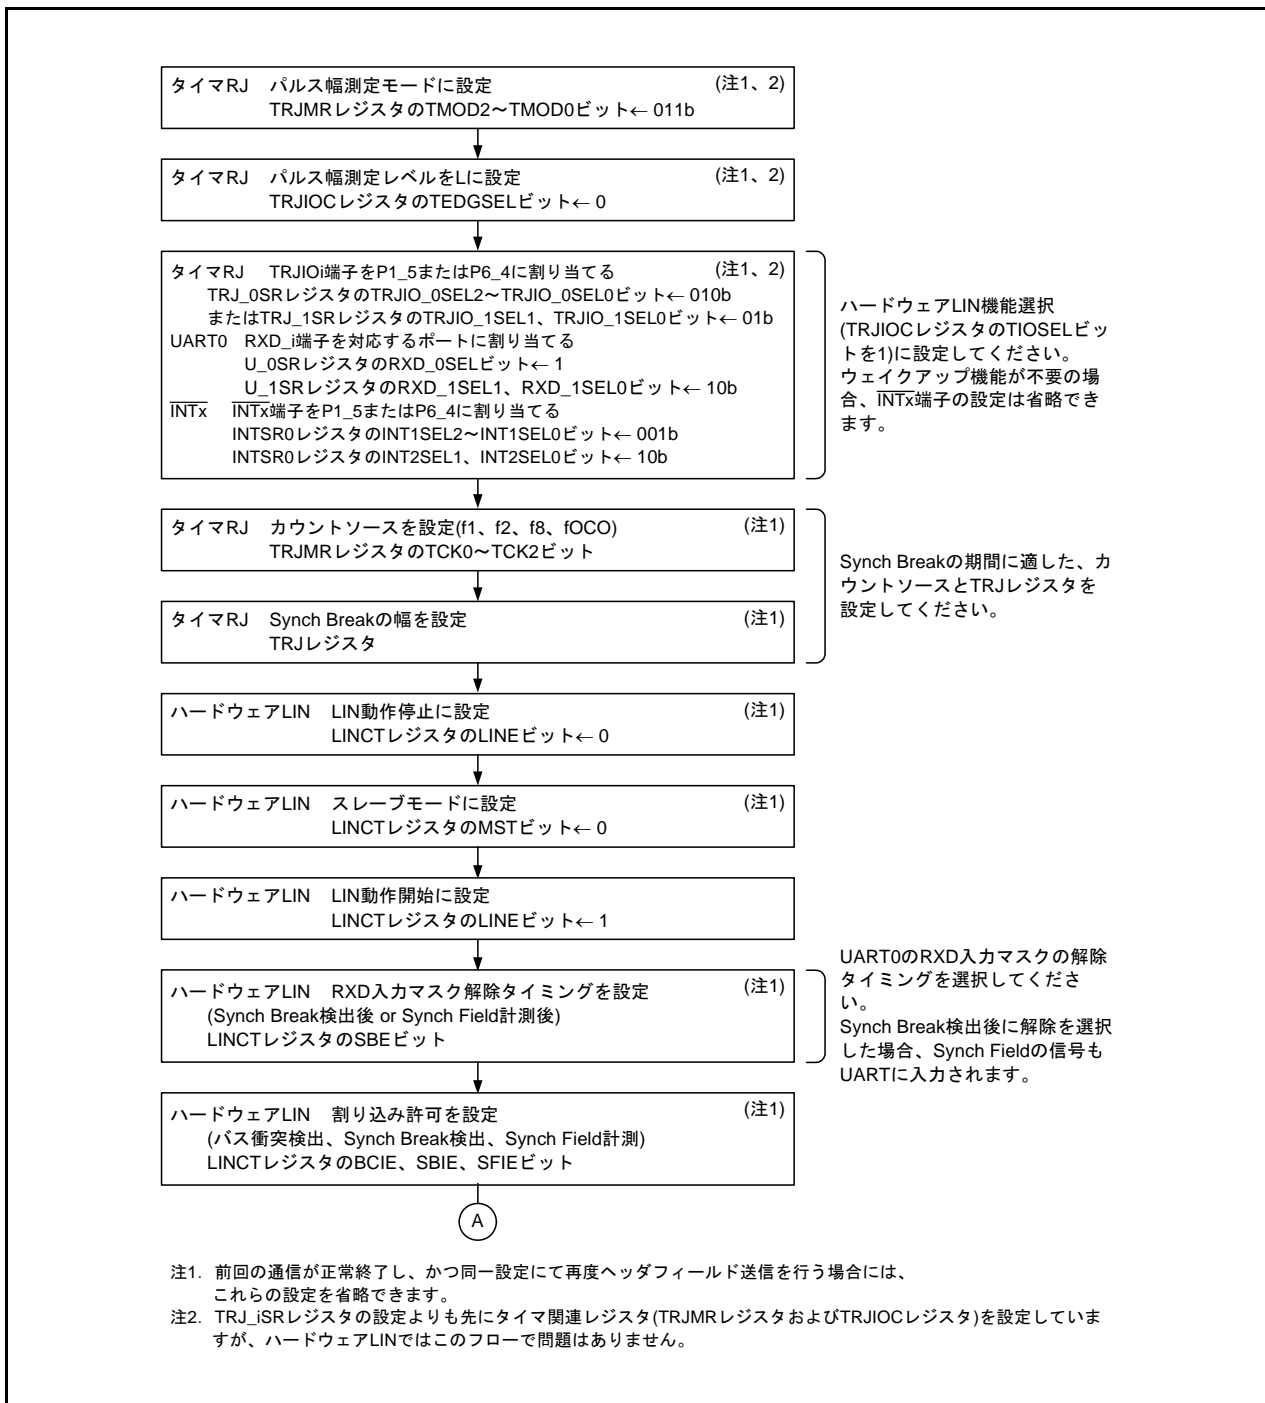 タイマRJ パルス幅測定モードに設定 (注1、2)
TRJMRレジスタのTMOD2～TMOD0ビット← 011b
タイマRJ パルス幅測定レベルをLに設定 (注1、2)
TRJIOCレジスタのTEDGSELビット← 0
タイマRJ TRJIOi端子をP1_5またはP6_4に割り当てる (注1、2)
TRJ_0SRレジスタのTRJIO_0SEL2～TRJIO_0SEL0ビット← 010b
またはTRJ_1SRレジスタのTRJIO_1SEL1、TRJIO_1SEL0ビット← 01b
UART0 RXD_i端子を対応するポートに割り当てる
U_0SRレジスタのRXD_0SELビット← 1
U_1SRレジスタのRXD_1SEL1、RXD_1SEL0ビット← 10b
INTx INTx端子をP1_5またはP6_4に割り当てる
INTSR0レジスタのINT1SEL2～INT1SEL0ビット← 001b
INTSR0レジスタのINT2SEL1、INT2SEL0ビット← 10b
ハードウェアLIN機能選択
(TRJIOCレジスタのTIOSELビッ
トを1)に設定してください。
ウェイクアップ機能が不要の場
合、INTx端子の設定は省略でき
ます。
タイマRJ カウントソースを設定(f1、f2、f8、fOCO) (注1)
TRJMRレジスタのTCK0～TCK2ビット
タイマRJ Synch Breakの幅を設定 (注1)
TRJレジスタ
Synch Breakの期間に適した、カ
ウントソースとTRJレジスタを
設定してください。
ハードウェアLIN LIN動作停止に設定 (注1)
LINCTレジスタのLINEビット← 0
ハードウェアLIN スレーブモードに設定 (注1)
LINCTレジスタのMSTビット← 0
ハードウェアLIN LIN動作開始に設定
LINCTレジスタのLINEビット← 1
ハードウェアLIN RXD入力マスク解除タイミングを設定 (注1)
(Synch Break検出後 or Synch Field計測後)
LINCTレジスタのSBEビット
UART0のRXD入力マスクの解除
タイミングを選択してくださ
い。
Synch Break検出後に解除を選択
した場合、Synch Fieldの信号も
UARTに入力されます。
ハードウェアLIN 割り込み許可を設定 (注1)
(バス衝突検出、Synch Break検出、Synch Field計測)
LINCTレジスタのBCIE、SBIE、SFIEビット
A
注1. 前回の通信が正常終了し、かつ同一設定にて再度ヘッダフィールド送信を行う場合には、
これらの設定を省略できます。
注2. TRJ_iSRレジスタの設定よりも先にタイマ関連レジスタ(TRJMRレジスタおよびTRJIOCレジスタ)を設定していま
すが、ハードウェアLINではこのフローで問題はありません。